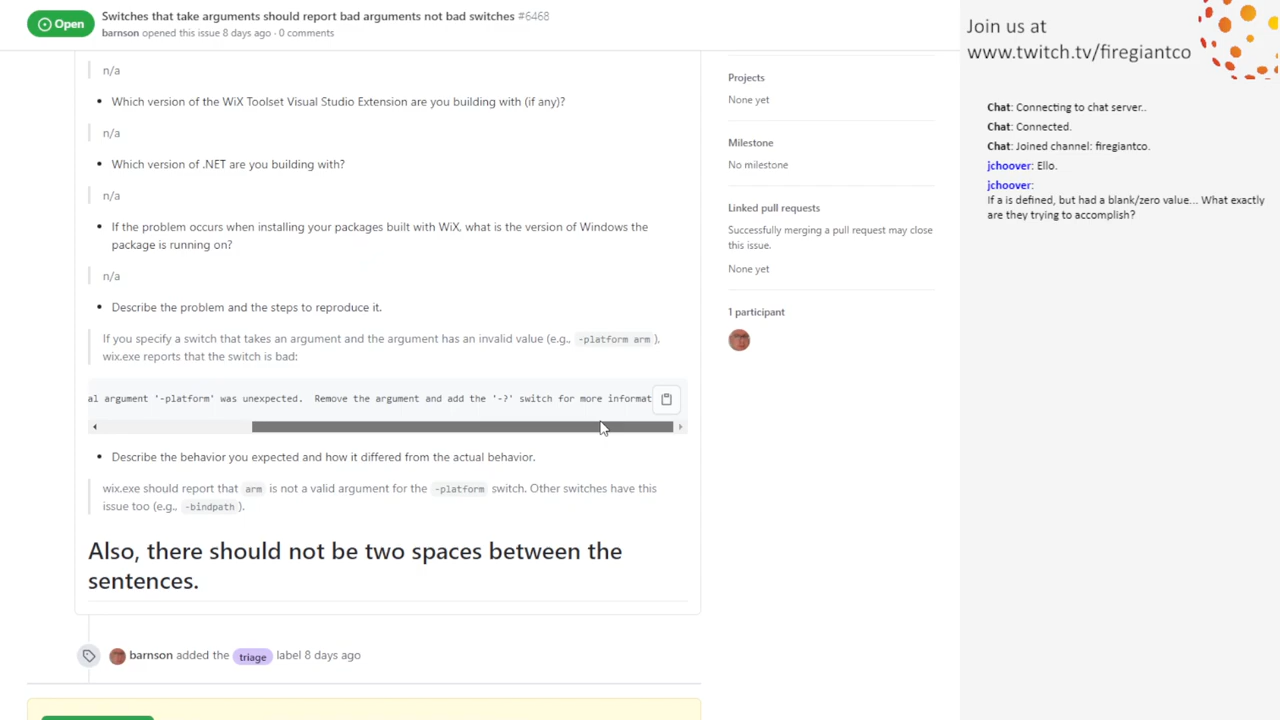 Open
Switches that take arguments should report bad arguments not bad switches #6468
barnson opened this issue 8 days ago · 0 comments
n/a
• Which version of the WiX Toolset Visual Studio Extension are you building with (if any)?
n/a
• Which version of .NET are you building with?
n/a
• If the problem occurs when installing your packages built with WiX, what is the version of Windows the
package is running on?
n/a
• Describe the problem and the steps to reproduce it.
If you specify a switch that takes an argument and the argument has an invalid value (e.g., -platform arm ),
wix.exe reports that the switch is bad:
al argument '-platform' was unexpected.  Remove the argument and add the '-?' switch for more informat
• Describe the behavior you expected and how it differed from the actual behavior.
wix.exe should report that arm is not a valid argument for the -platform switch. Other switches have this
issue too (e.g., -bindpath ).
Also, there should not be two spaces between the
sentences.
barnson added the triage label 8 days ago
Projects
None yet
Milestone
No milestone
Linked pull requests
Successfully merging a pull request may close
this issue.
None yet
1 participant
Join us at
www.twitch.tv/firegiantco
Chat: Connecting to chat server..
Chat: Connected.
Chat: Joined channel: firegiantco.
jchoover: Ello.
jchoover:
If a is defined, but had a blank/zero value... What exactly
are they trying to accomplish?